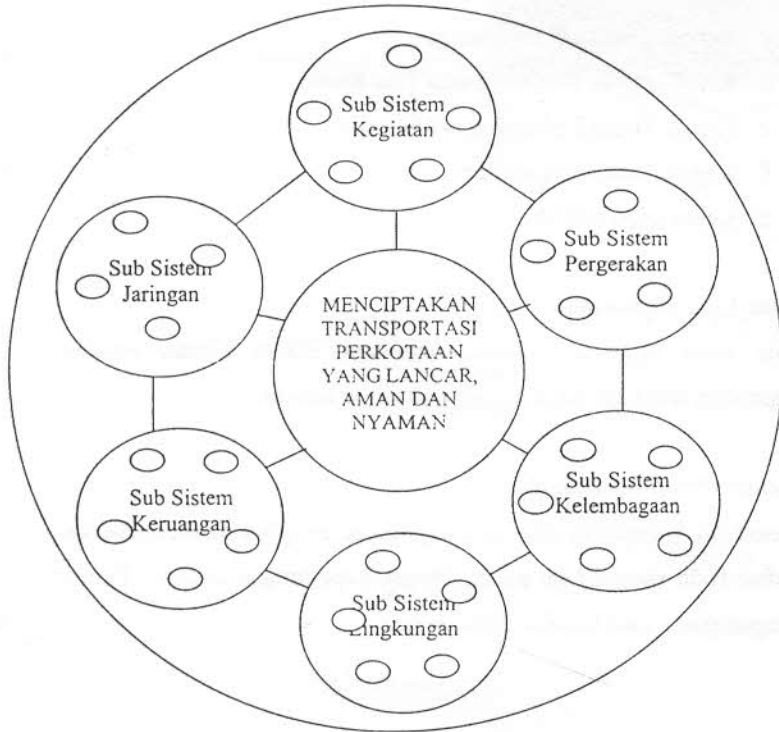 Sub Sistem
Kegiatan
Sub Sistem
Pergerakan
Sub Sistem
Jaringan
MENCIPTAKAN
TRANSPORTASI
PERKOTAAN
YANG LANCAR,
AMAN DAN
NYAMAN
Sub Sistem
Kelembagaan
Sub Sistem
Keruangan
Sub Sistem
Lingkungan